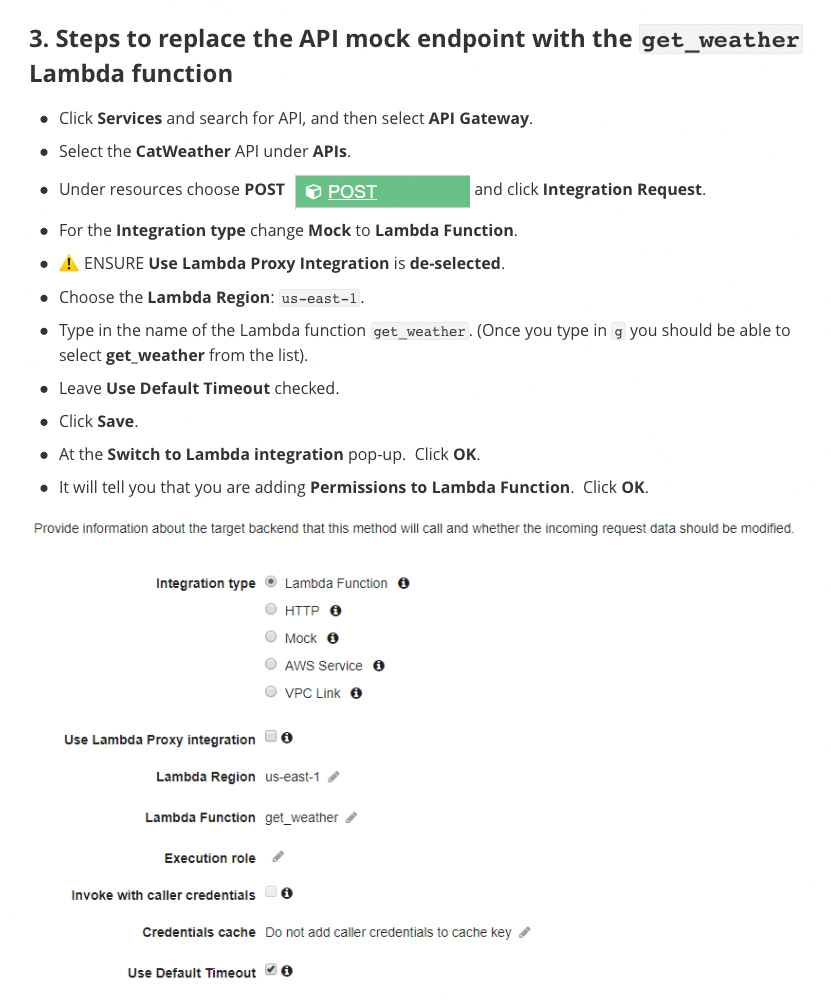 3. Steps to replace the API mock endpoint with the get_weather
Lambda function
Click Services and search for API, and then select API Gateway.
Select the CatWeather API under APIs.
Under resources choose POST POST and click Integration Request.
For the Integration type change Mock to Lambda Function.
ENSURE Use Lambda Proxy Integration is de-selected.
Choose the Lambda Region: us-east-1.
Type in the name of the Lambda function get_weather. (Once you type in g you should be able to
select get_weather from the list).
Leave Use Default Timeout checked.
Click Save.
At the Switch to Lambda integration pop-up. Click OK.
It will tell you that you are adding Permissions to Lambda Function. Click OK.
Provide information about the target backend that this method will call and whether the incoming request data should be modified.
Integration type Lambda Function
HTTP
Mock
AWS Service
VPC Link
Use Lambda Proxy integration
Lambda Region us-east-1
Lambda Function get_weather
Execution role
Invoke with caller credentials
Credentials cache Do not add caller credentials to cache key
Use Default Timeout